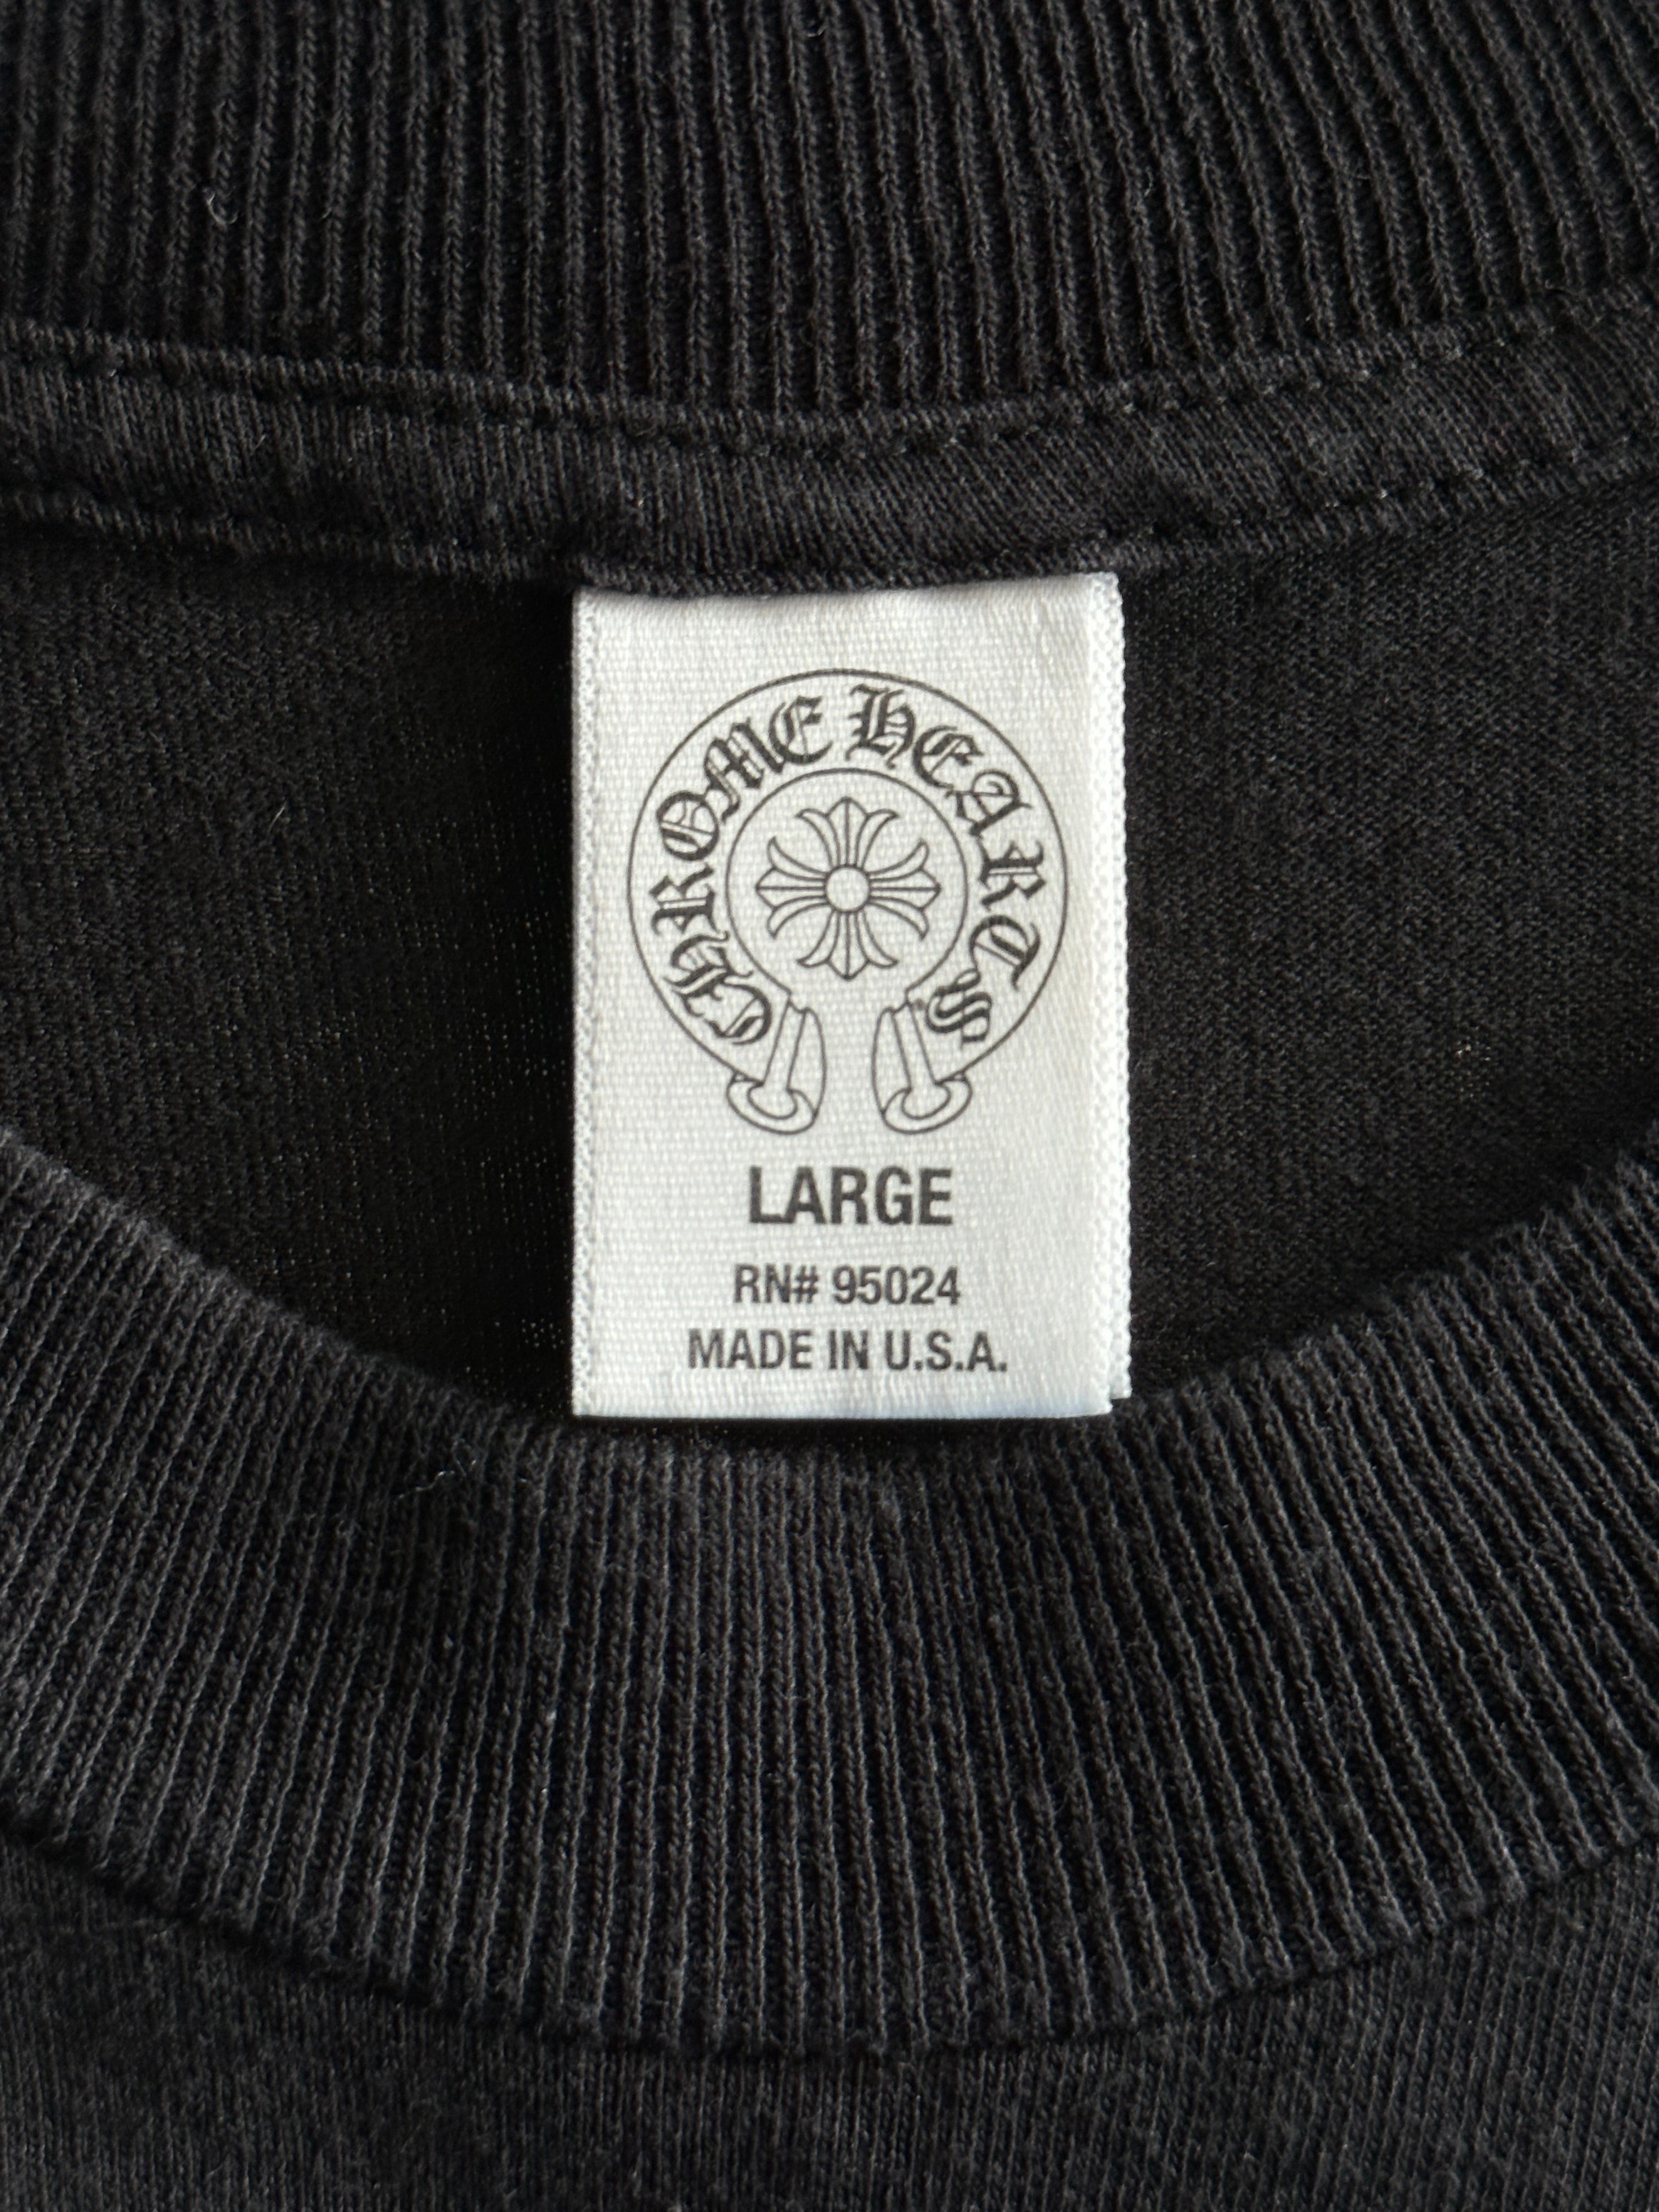 CHROME HEARTS
LARGE
RN# 95024
MADE IN U.S.A.